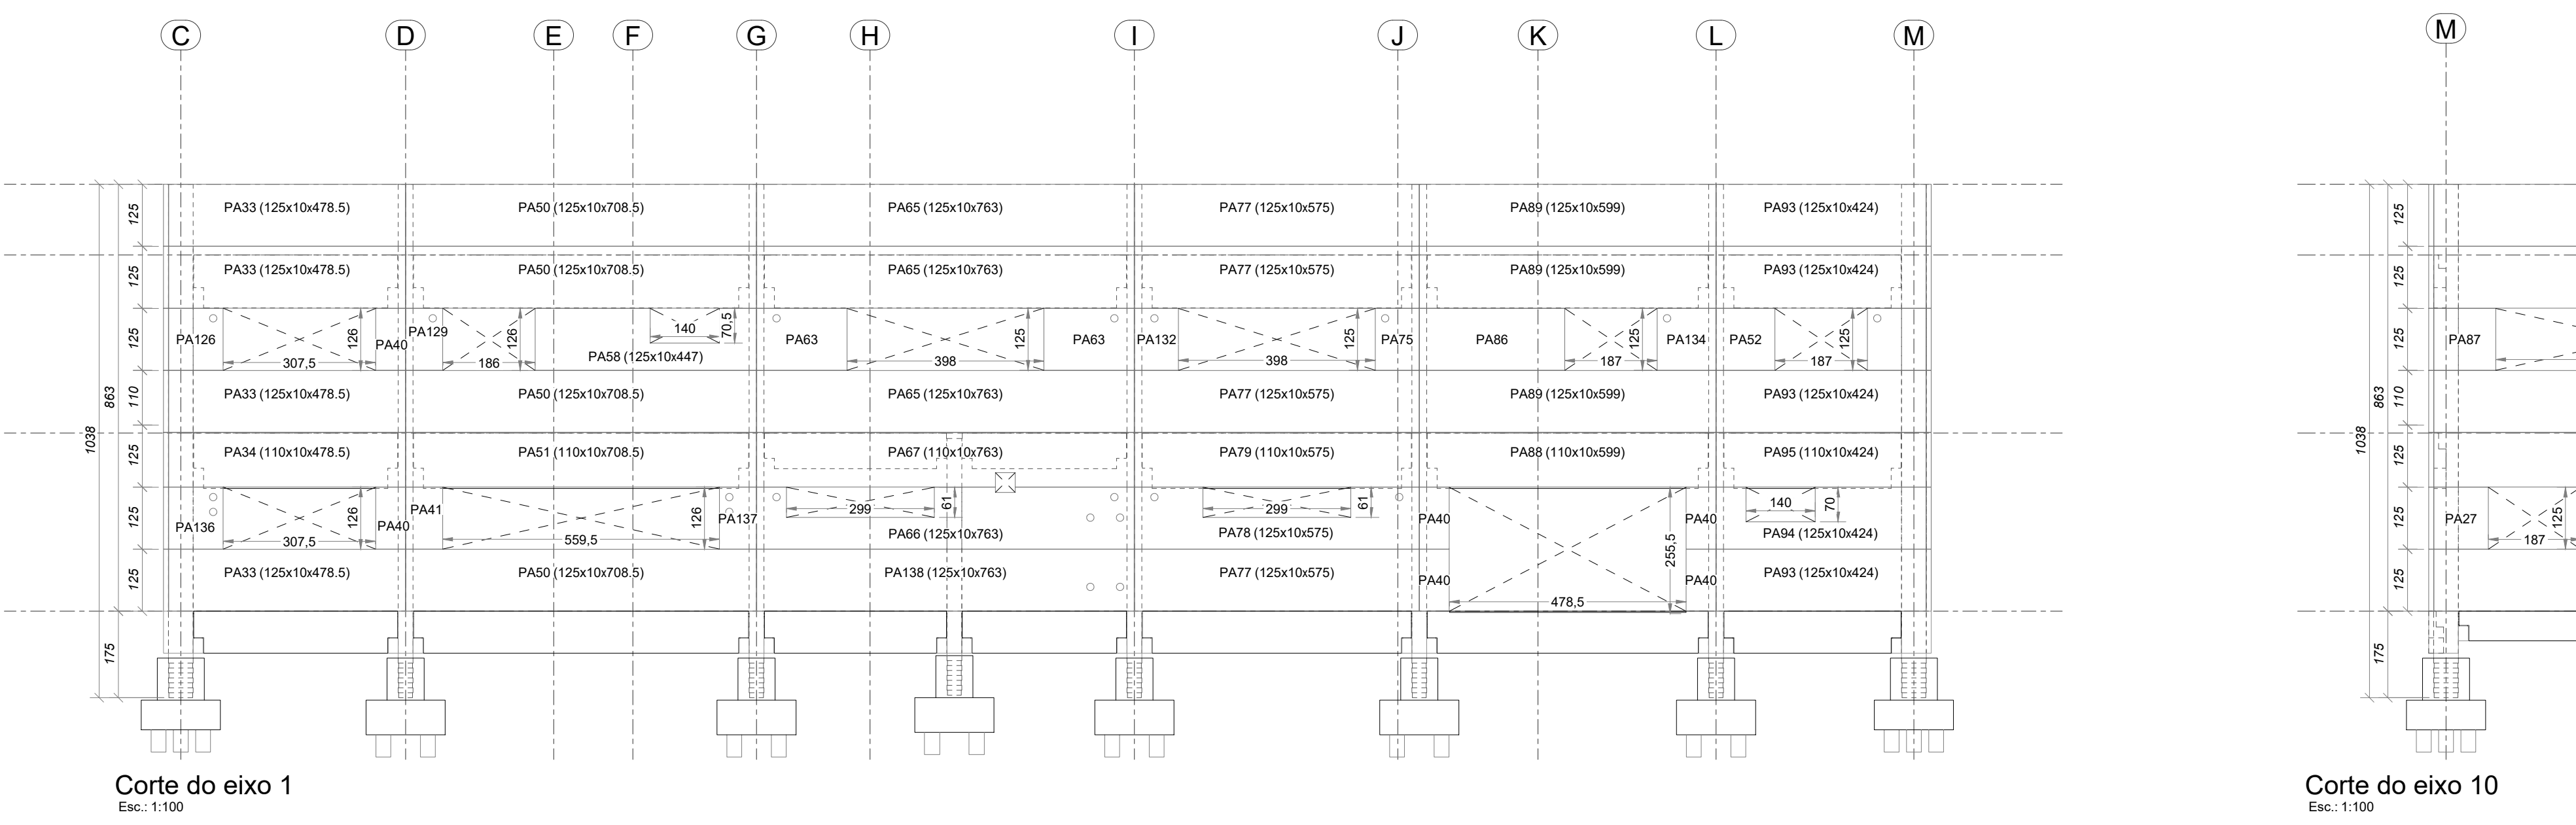 C D E F G H I J K L M M
125 PA33 (125x10x478.5) PA50 (125x10x708.5) PA65 (125x10x763) PA77 (125x10x575) PA89 (125x10x599) PA93 (125x10x424) 125
125 PA33 (125x10x478.5) PA50 (125x10x708.5) PA65 (125x10x763) PA77 (125x10x575) PA89 (125x10x599) PA93 (125x10x424) 125
125 PA126 126 PA40 PA129 126 140 70,5 PA63 125 PA63 PA132 125 PA75 PA86 125 PA134 PA52 125 125 PA87
307,5 186 PA58 (125x10x447) 398 398 187 187
863 110 PA33 (125x10x478.5) PA50 (125x10x708.5) PA65 (125x10x763) PA77 (125x10x575) PA89 (125x10x599) PA93 (125x10x424) 863 110
1038 125 PA34 (110x10x478.5) PA51 (110x10x708.5) PA67 (110x10x763) PA79 (110x10x575) PA88 (110x10x599) PA95 (110x10x424) 1038 125
125 PA136 126 PA40 PA41 126 PA137 299 61 299 61 PA40 PA40 140 70 125 PA27 125
307,5 559,5 PA66 (125x10x763) PA78 (125x10x575) 255,5 PA94 (125x10x424) 187
125 PA33 (125x10x478.5) PA50 (125x10x708.5) PA138 (125x10x763) PA77 (125x10x575) PA40 PA40 PA93 (125x10x424) 125
478,5
175 175
Corte do eixo 1
Esc.: 1:100
Corte do eixo 10
Esc.: 1:100